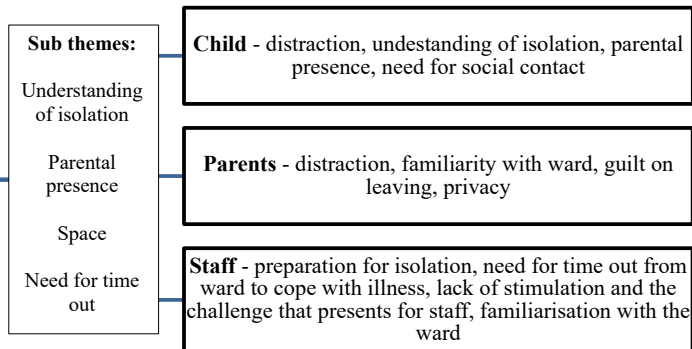 Sub themes:
Understanding
of isolation
Parental
presence
Space
Need for time
out
Child - distraction, undestanding of isolation, parental
presence, need for social contact
Parents - distraction, familiarity with ward, guilt on
leaving, privacy
Staff - preparation for isolation, need for time out from
ward to cope with illness, lack of stimulation and the
challenge that presents for staff, familiarisation with the
ward